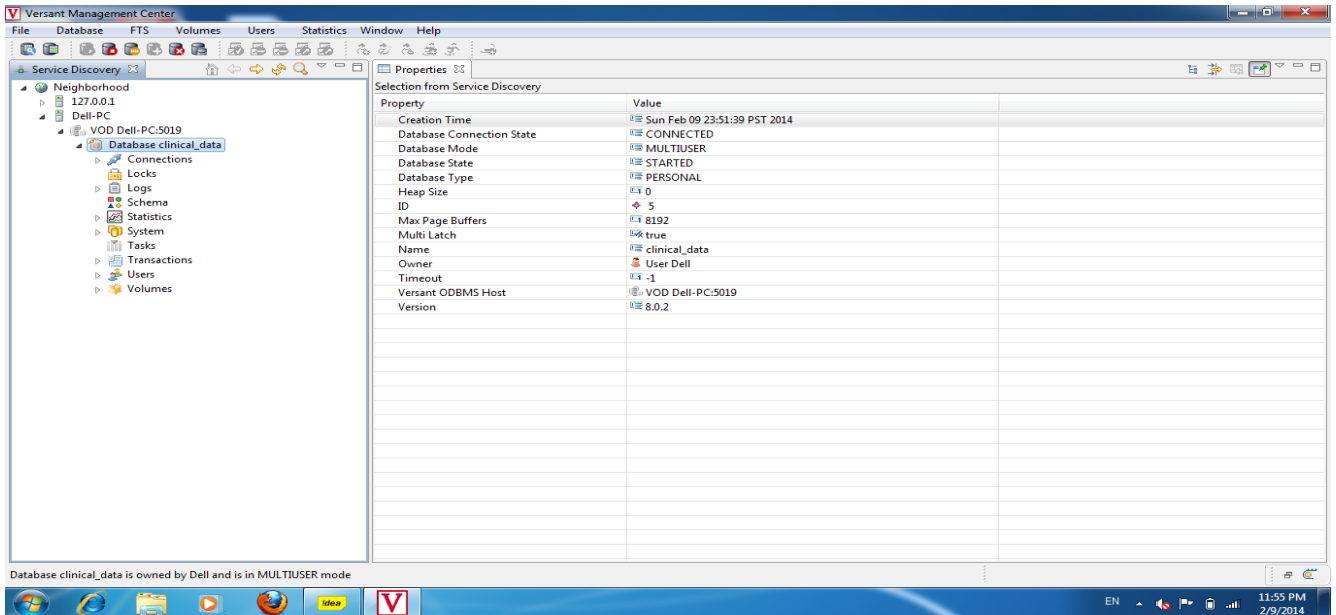 Versant Management Center
File Database FTS Volumes Users Statistics Window Help
Service Discovery
Neighborhood
127.0.0.1
Dell-PC
VOD Dell-PC:5019
Database clinical_data
Connections
Locks
Logs
Schema
Statistics
System
Tasks
Transactions
Users
Volumes
Properties
Selection from Service Discovery
Property Value
Creation Time Sun Feb 09 23:51:39 PST 2014
Database Connection State CONNECTED
Database Mode MULTIUSER
Database State STARTED
Database Type PERSONAL
Heap Size 0
ID 5
Max Page Buffers 8192
Multi Latch true
Name clinical_data
Owner User Dell
Timeout -1
Versant ODBMS Host VOD Dell-PC:5019
Version 8.0.2
Database clinical_data is owned by Dell and is in MULTIUSER mode
!dea
V
EN
11:55 PM
2/9/2014